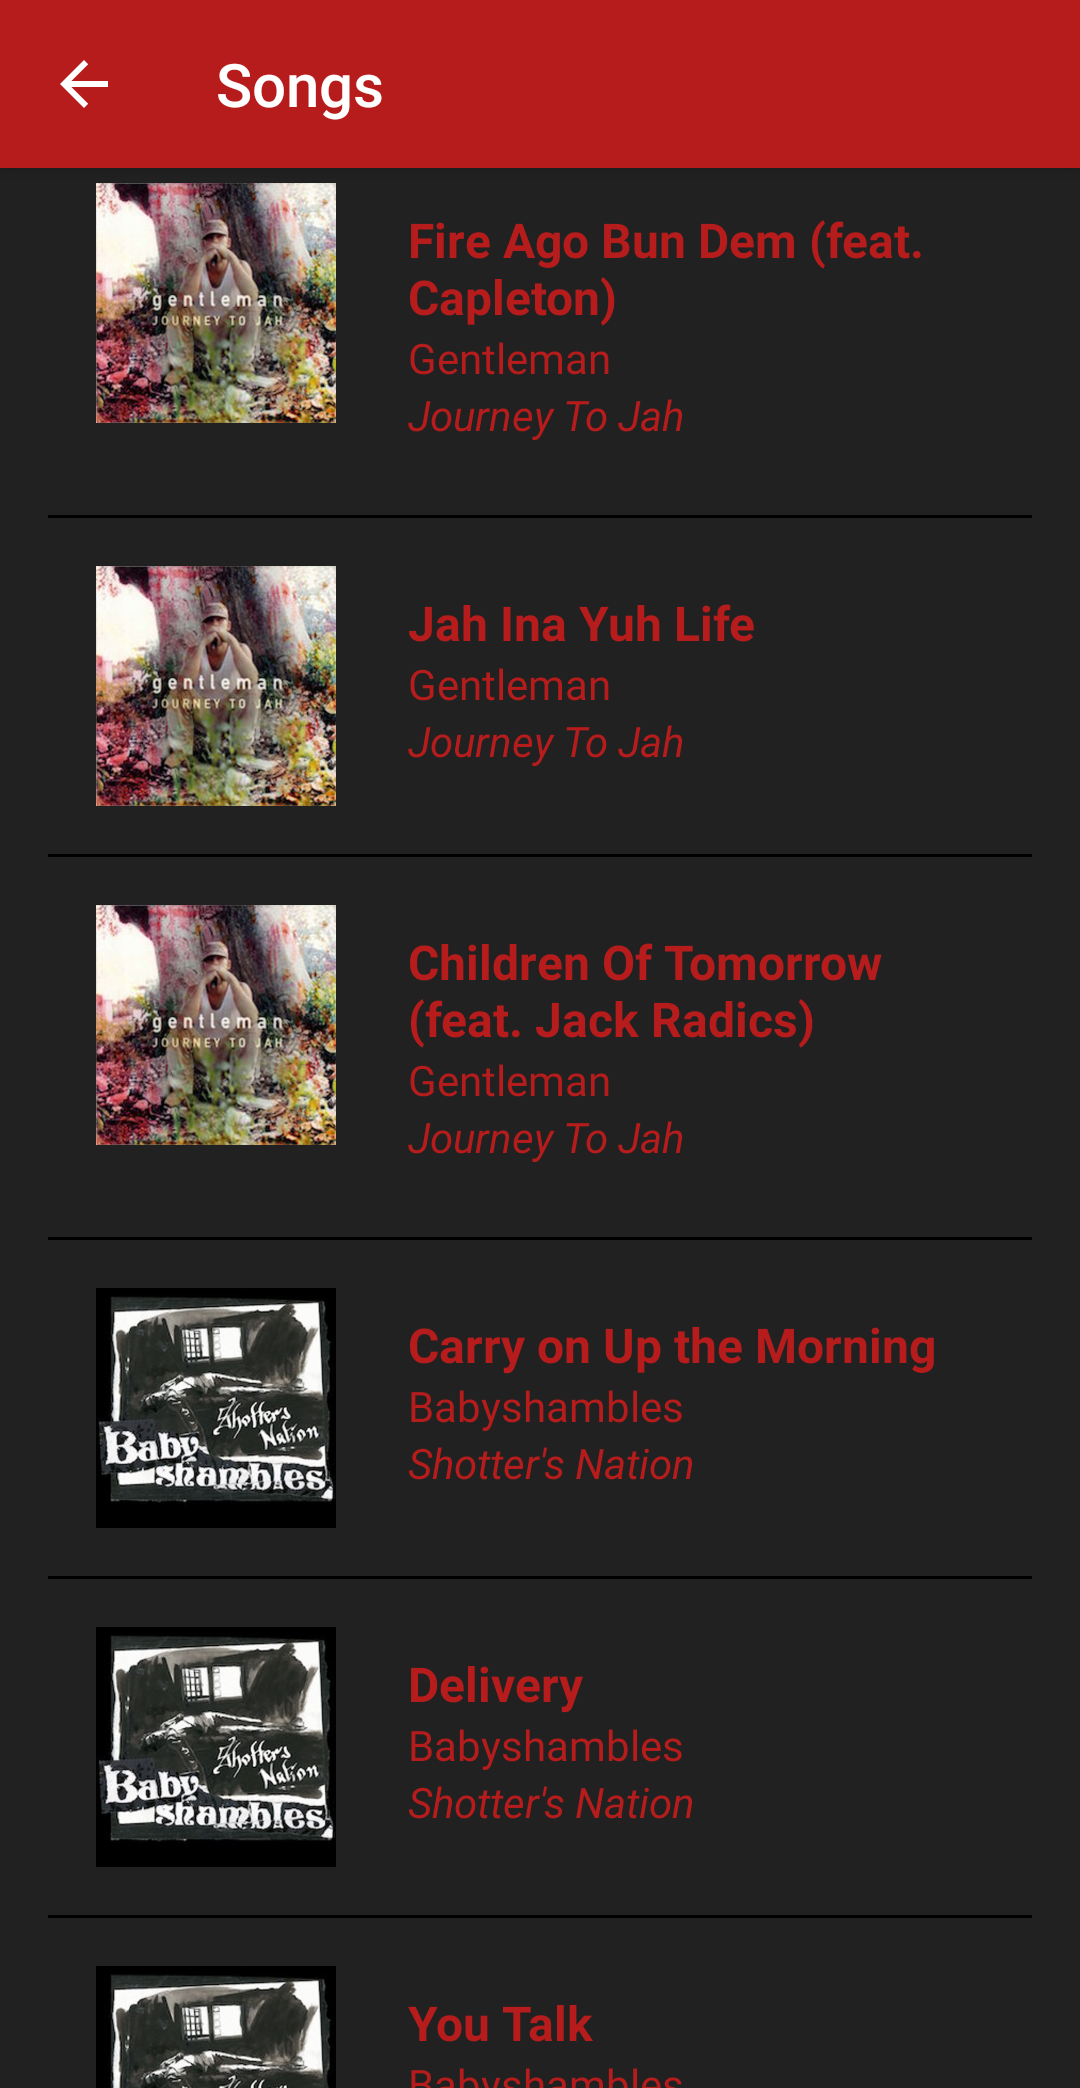 Songs
gentleman
JOURNEY TO JAH
Fire Ago Bun Dem (feat.
Capleton)
Gentleman
Journey To Jah
gentleman
JOURNEY TO JAH
Jah Ina Yuh Life
Gentleman
Journey To Jah
gentleman
JOURNEY TO JAH
Children Of Tomorrow
(feat. Jack Radics)
Gentleman
Journey To Jah
Shotter's
Nation
Baby
shambles
Carry on Up the Morning
Babyshambles
Shotter's Nation
Shotter's
Nation
Baby
shambles
Delivery
Babyshambles
Shotter's Nation
You Talk
Babyshambles